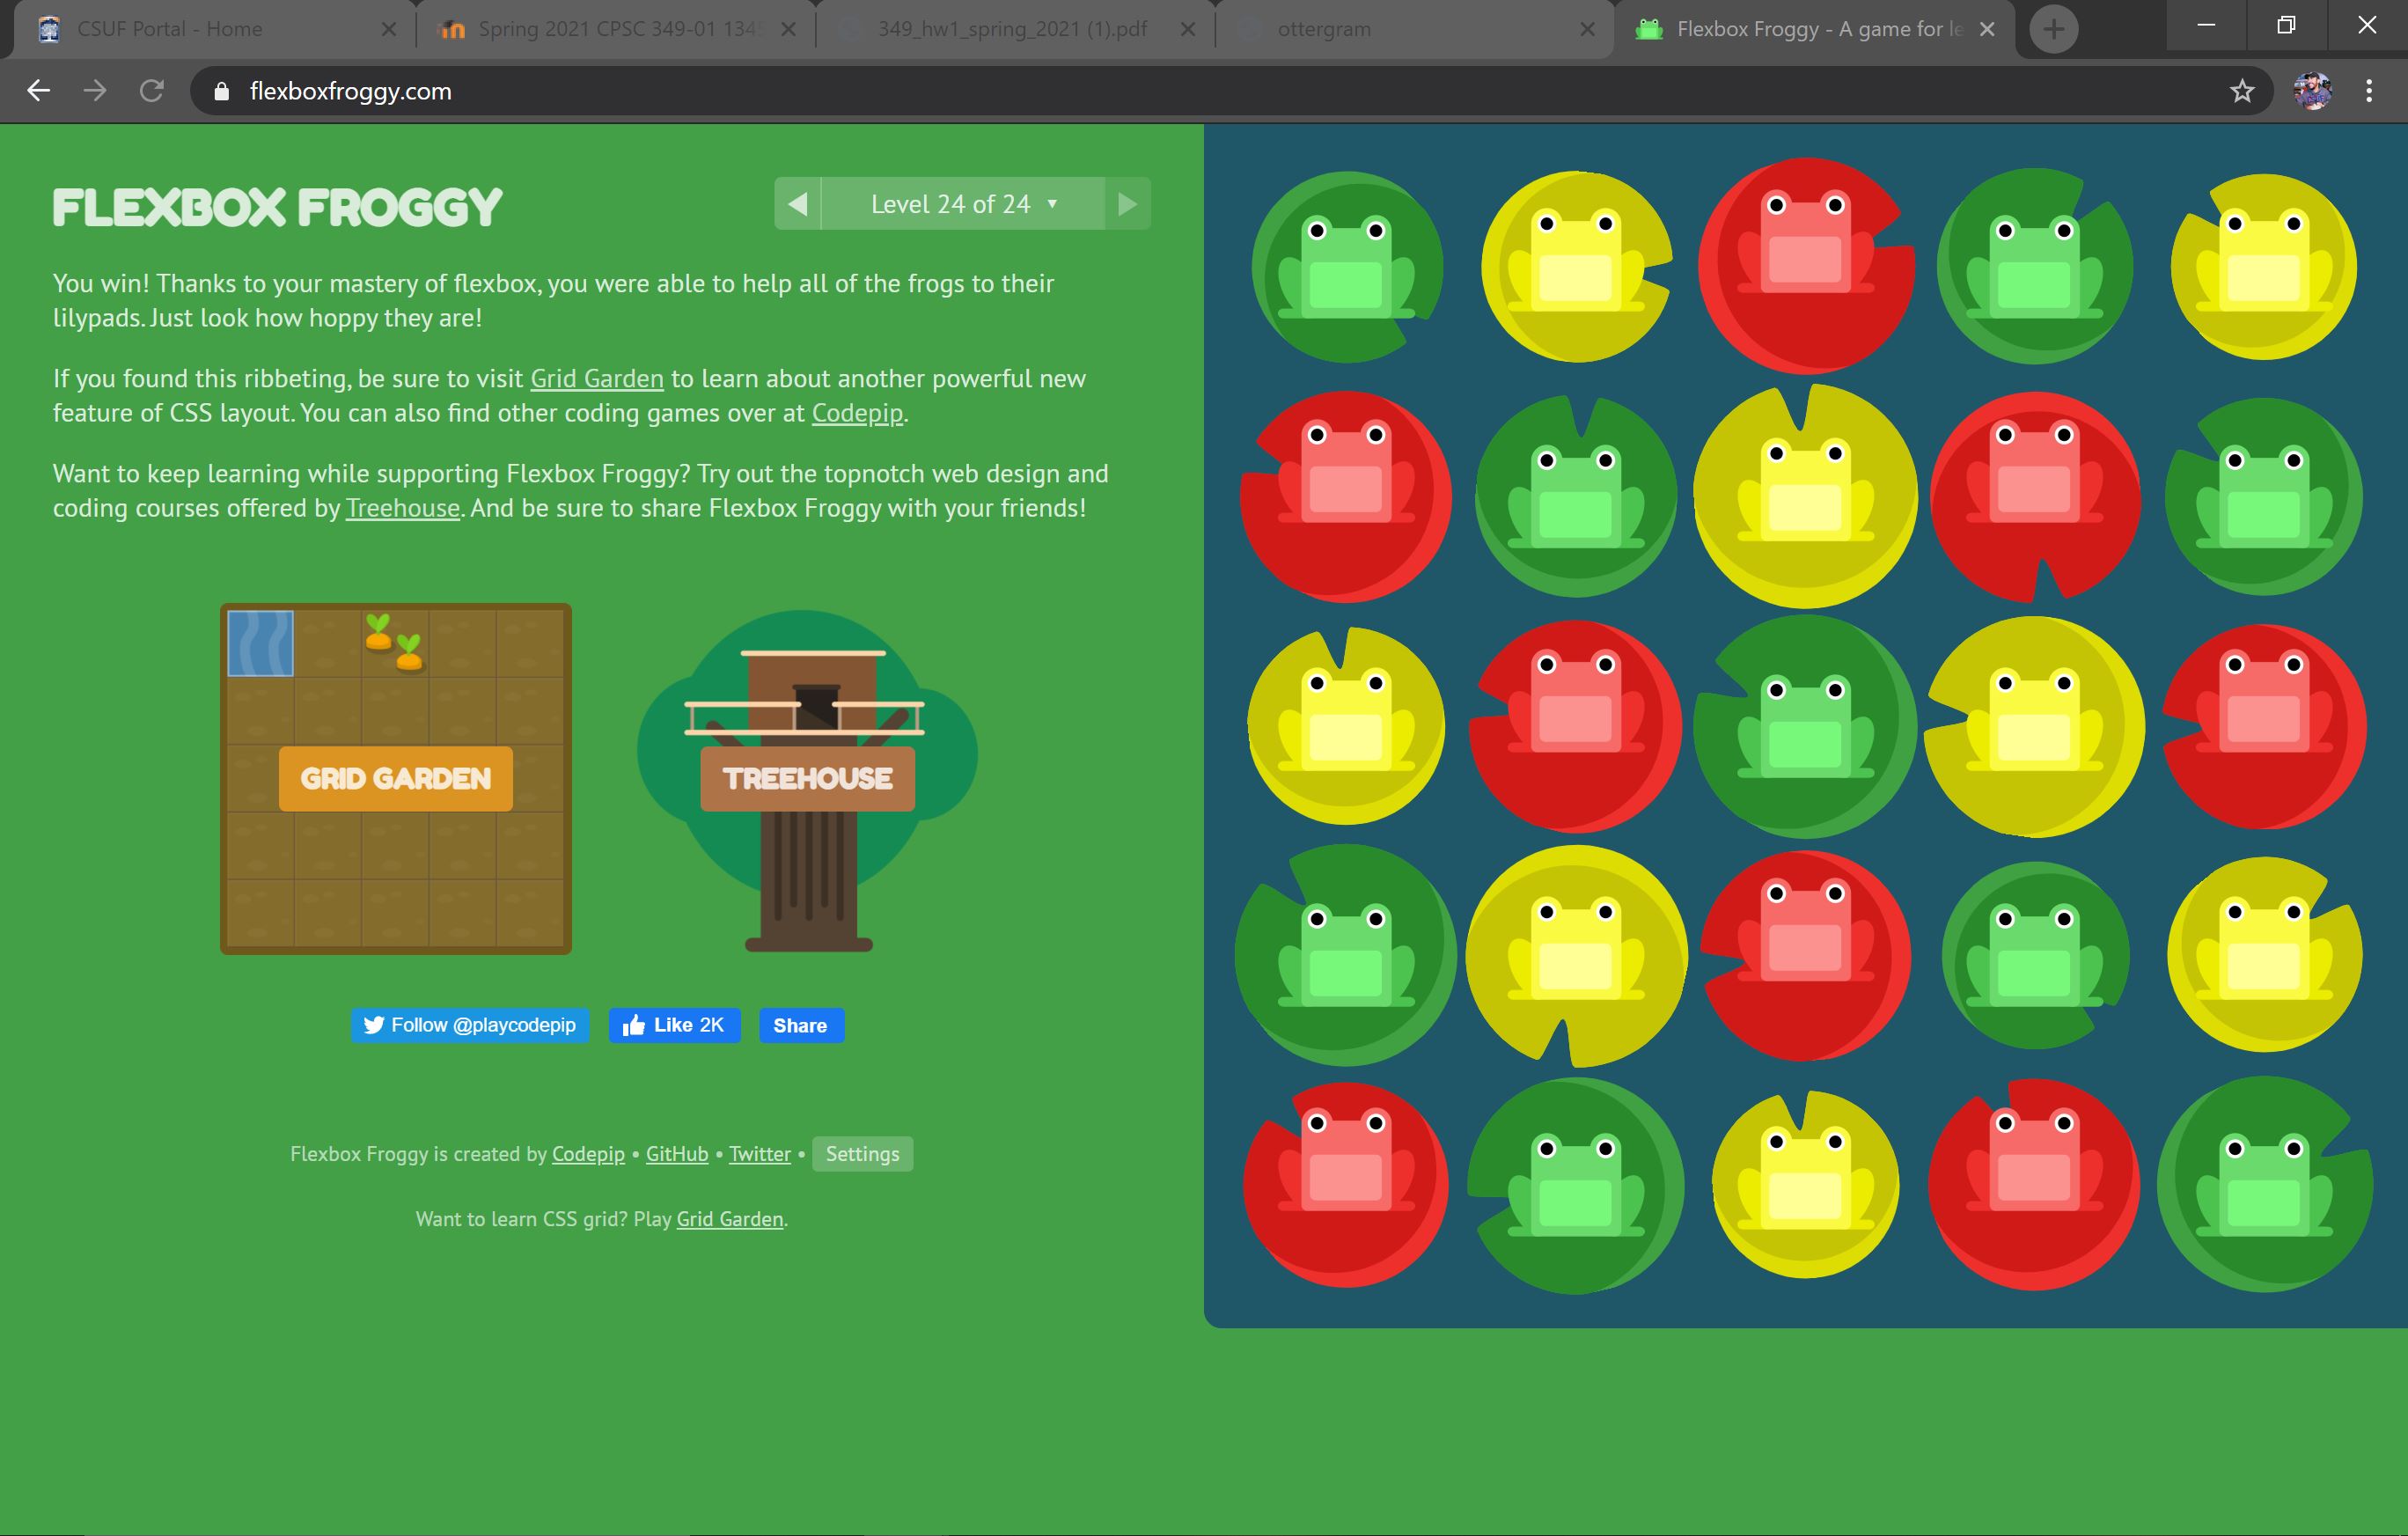 CSUF Portal - Home
Spring 2021 CPSC 349-01 134
349_hw1_spring_2021 (1).pdf
ottergram
Flexbox Froggy - A game for le
flexboxfroggy.com
FLEXBOX FROGGY
Level 24 of 24
You win! Thanks to your mastery of flexbox, you were able to help all of the frogs to their
lilypads. Just look how hoppy they are!
If you found this ribbeting, be sure to visit Grid Garden to learn about another powerful new
feature of CSS layout. You can also find other coding games over at Codepip.
Want to keep learning while supporting Flexbox Froggy? Try out the topnotch web design and
coding courses offered by Treehouse. And be sure to share Flexbox Froggy with your friends!
GRID GARDEN
TREEHOUSE
Follow @playcodepip
Like 2K
Share
Flexbox Froggy is created by Codepip • GitHub • Twitter • Settings
Want to learn CSS grid? Play Grid Garden.